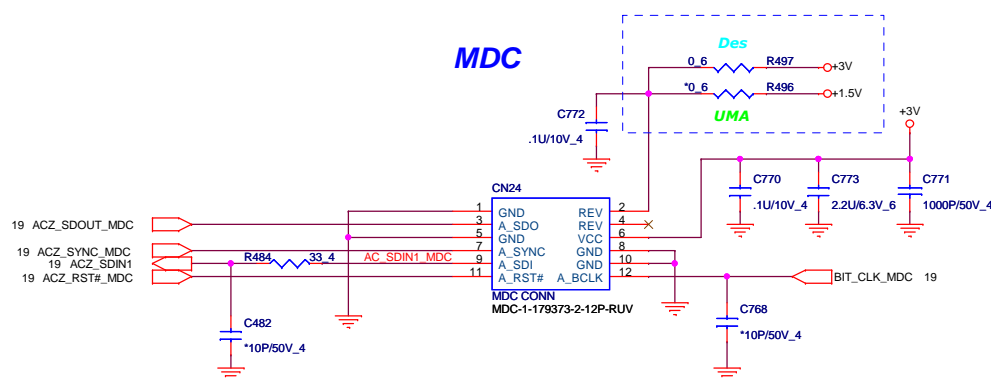 MDC
Des
0_6 R497 +3V
*0_6 R496 +1.5V
UMA
C772
.1U/10V_4
+3V
C770
.1U/10V_4
C773
2.2U/6.3V_6
C771
1000P/50V_4
CN24
1 GND REV 2
19 ACZ_SDOUT_MDC 3 A_SDO REV 4
5 GND VCC 6
19 ACZ_SYNC_MDC 7 A_SYNC GND 8
19 ACZ_SDIN1 R484 33_4 AC_SDIN1_MDC 9 A_SDI GND 10
19 ACZ_RST#_MDC 11 A_RST# A_BCLK 12 BIT_CLK_MDC 19
MDC CONN
MDC-1-179373-2-12P-RUV
C482
*10P/50V_4
C768
*10P/50V_4